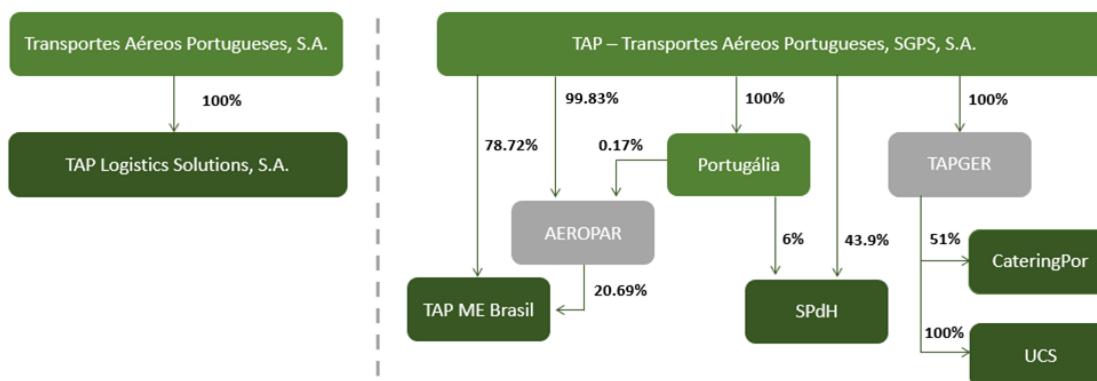 Transportes Aéreos Portugueses, S.A.
100%
TAP Logistics Solutions, S.A.
TAP – Transportes Aéreos Portugueses, SGPS, S.A.
99.83%
100%
100%
78.72%
0.17%
Portugália
TAPGER
AEROPAR
6%
43.9%
51%
CateringPor
20.69%
TAP ME Brasil
SPdH
100%
UCS